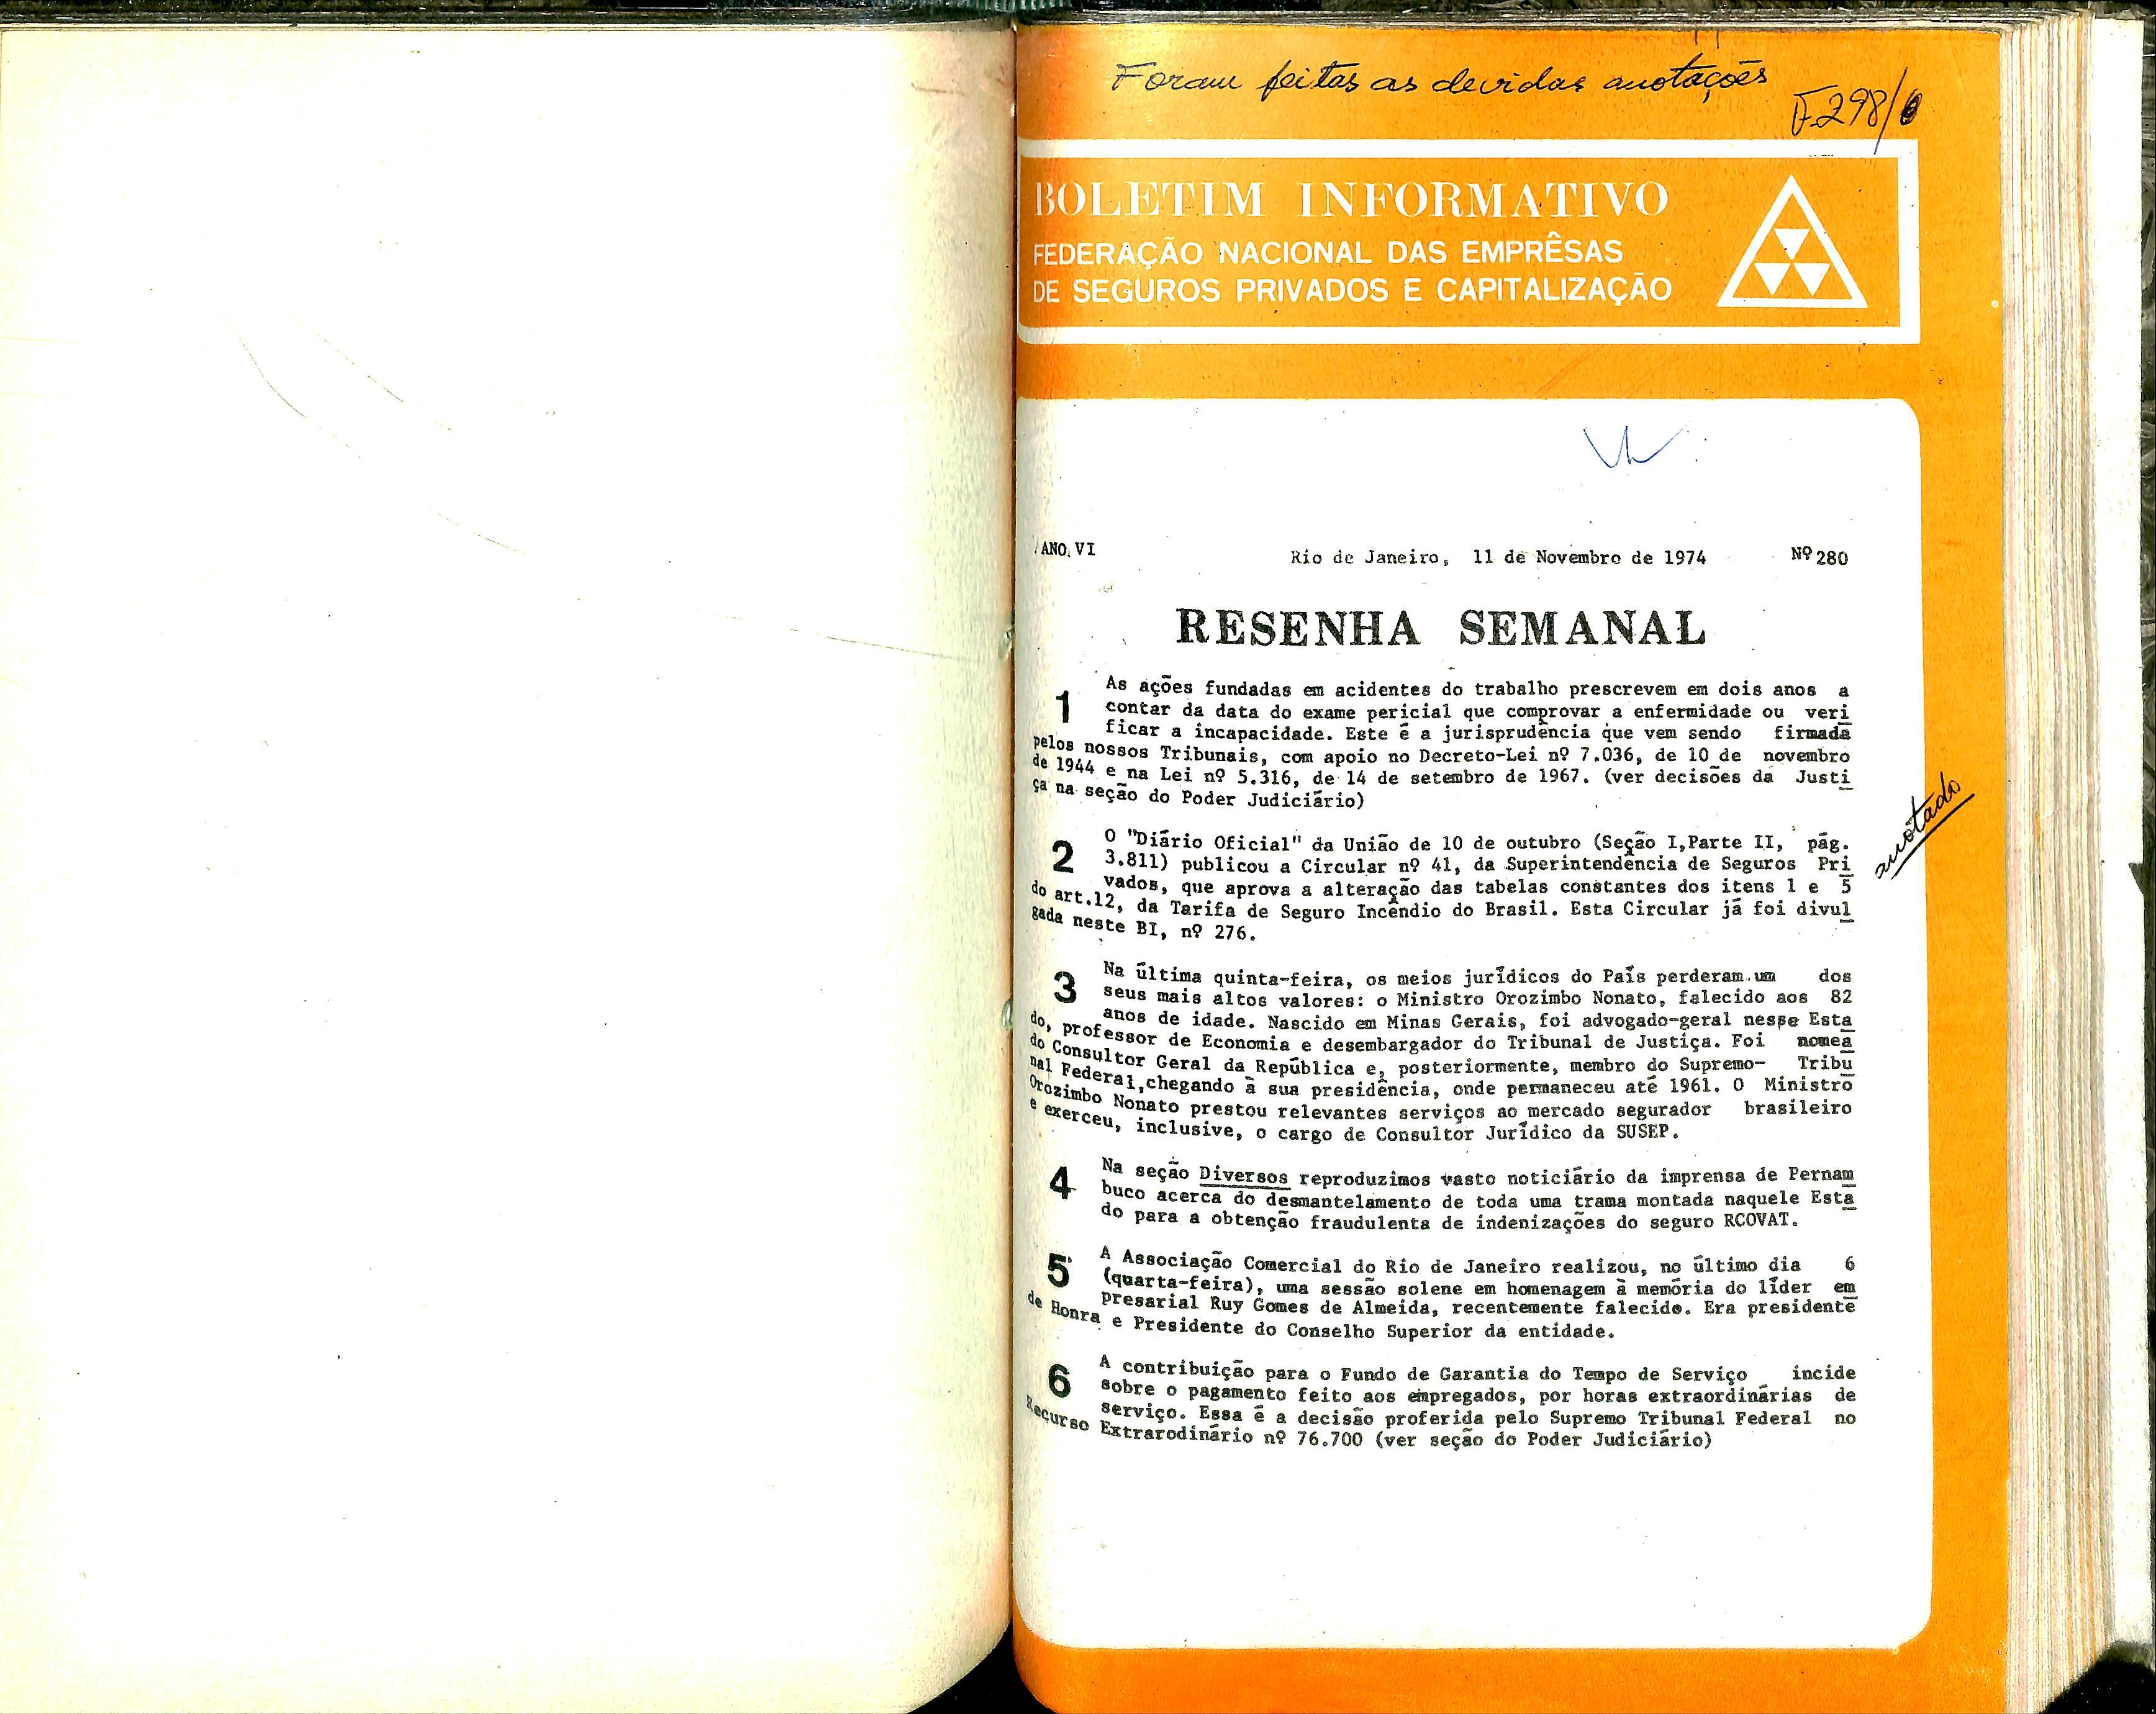 Foram feitas as devidas anotações
F.298/6
BOLETIM INFORMATIVO
FEDERAÇÃO NACIONAL DAS EMPRÊSAS
DE SEGUROS PRIVADOS E CAPITALIZAÇÃO
ANO VI Rio de Janeiro, 11 de Novembro de 1974 Nº 280
RESENHA SEMANAL
1 As ações fundadas em acidentes do trabalho prescrevem em dois anos a
contar da data do exame pericial que comprovar a enfermidade ou veri
ficar a incapacidade. Este é a jurisprudência que vem sendo firmada
pelos nossos Tribunais, com apoio no Decreto-Lei nº 7.036, de 10 de novembro
de 1944 e na Lei nº 5.316, de 14 de setembro de 1967. (ver decisões da Justi
ça na seção do Poder Judiciário)
2 O "Diário Oficial" da União de 10 de outubro (Seção I,Parte II, pág.
3.811) publicou a Circular nº 41, da Superintendência de Seguros Pri
vados, que aprova a alteração das tabelas constantes dos itens 1 e 5
do art.12, da Tarifa de Seguro Incêndio do Brasil. Esta Circular já foi divul
gada neste BI, nº 276.
anotado
3 Na última quinta-feira, os meios jurídicos do País perderam um dos
seus mais altos valores: o Ministro Orozimbo Nonato, falecido aos 82
anos de idade. Nascido em Minas Gerais, foi advogado-geral nesse Esta
do, professor de Economia e desembargador do Tribunal de Justiça. Foi nomea
do Consultor Geral da República e, posteriormente, membro do Supremo- Tribu
nal Federal,chegando à sua presidência, onde permaneceu até 1961. O Ministro
Orozimbo Nonato prestou relevantes serviços ao mercado segurador brasileiro
e exerceu, inclusive, o cargo de Consultor Jurídico da SUSEP.
4 Na seção Diversos reproduzimos vasto noticiário da imprensa de Pernam
buco acerca do desmantelamento de toda uma trama montada naquele Esta
do para a obtenção fraudulenta de indenizações do seguro RCOVAT.
5 A Associação Comercial do Rio de Janeiro realizou, no último dia 6
(quarta-feira), uma sessão solene em homenagem à memória do líder em
presarial Ruy Gomes de Almeida, recentemente falecido. Era presidente
de Honra e Presidente do Conselho Superior da entidade.
6 A contribuição para o Fundo de Garantia do Tempo de Serviço incide
sobre o pagamento feito aos empregados, por horas extraordinárias de
serviço. Essa é a decisão proferida pelo Supremo Tribunal Federal no
Recurso Extrarodinário nº 76.700 (ver seção do Poder Judiciário)